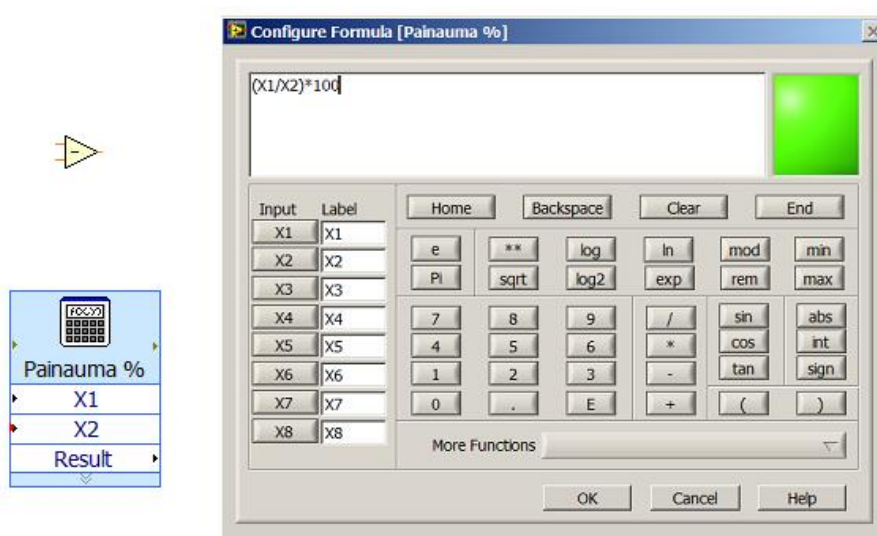 Configure Formula [Painauma %]
(X1/X2)*100
Input Label
X1 X1
X2 X2
X3 X3
X4 X4
X5 X5
X6 X6
X7 X7
X8 X8
Home Backspace Clear End
e ** log ln mod min
Pi sqrt log2 exp rem max
7 8 9 / sin abs
4 5 6 * cos int
1 2 3 - tan sign
0 . E + ( )
More Functions
OK Cancel Help
-
f(x,y)
Painauma %
X1
X2
Result